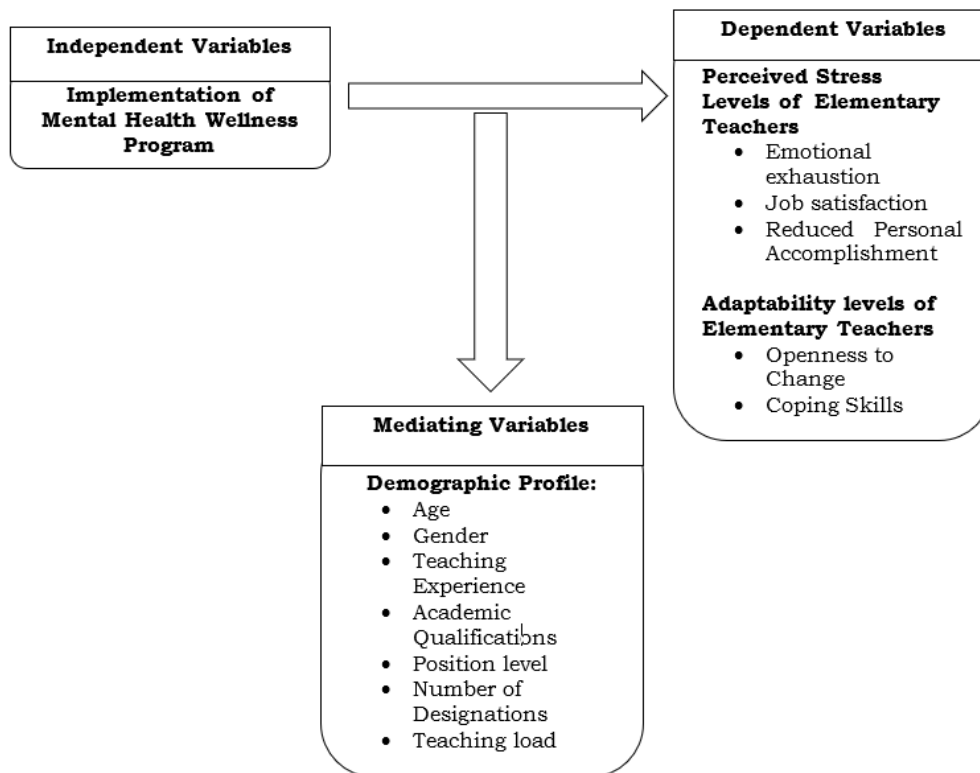 Independent Variables
Implementation of
Mental Health Wellness
Program
Dependent Variables
Perceived Stress
Levels of Elementary
Teachers
• Emotional
exhaustion
• Job satisfaction
• Reduced Personal
Accomplishment
Adaptability levels of
Elementary Teachers
• Openness to
Change
• Coping Skills
Mediating Variables
Demographic Profile:
• Age
• Gender
• Teaching
Experience
• Academic
Qualifications
• Position level
• Number of
Designations
• Teaching load